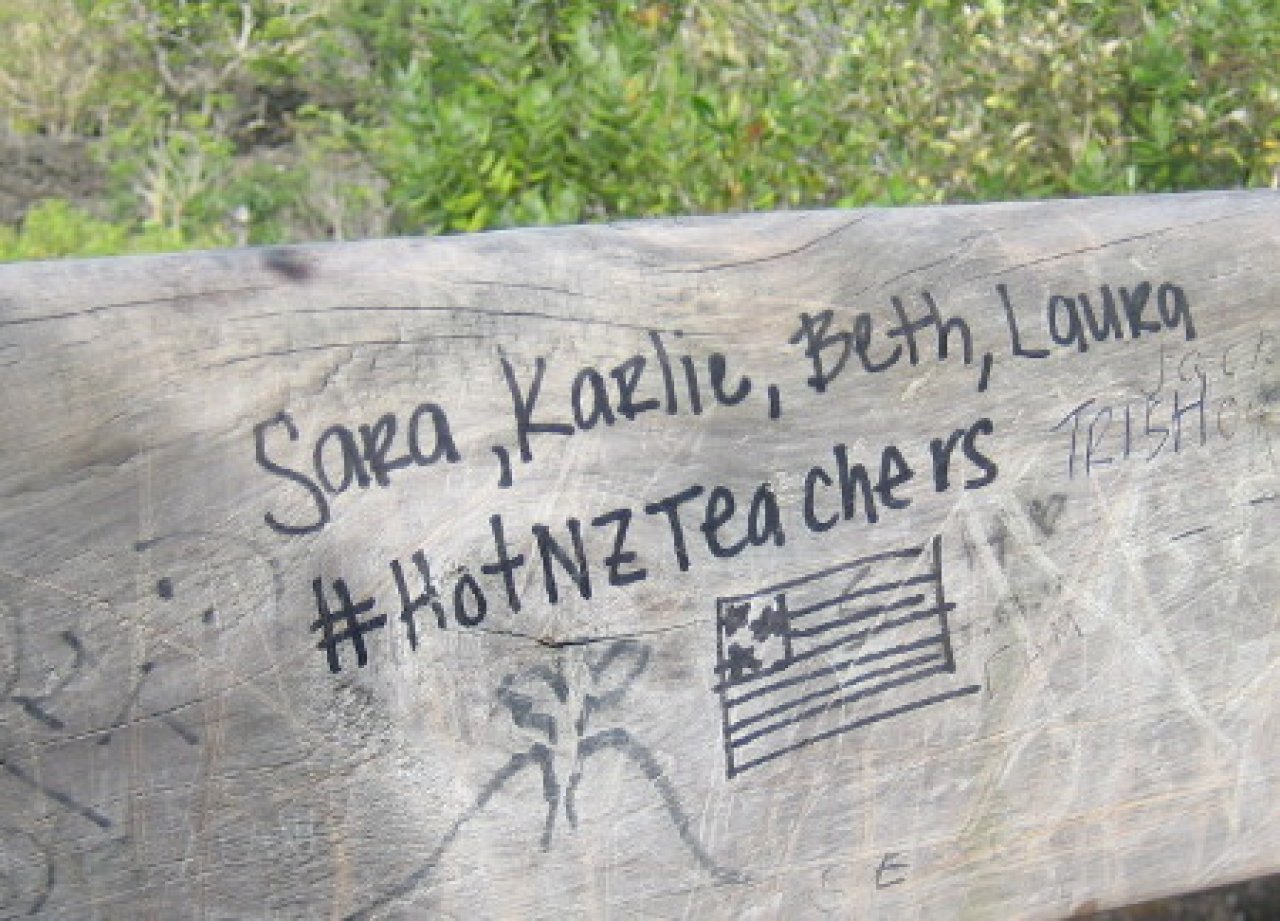 Sara, Karlie, Beth, Laura
#HotNZTeachers
TRISH
E